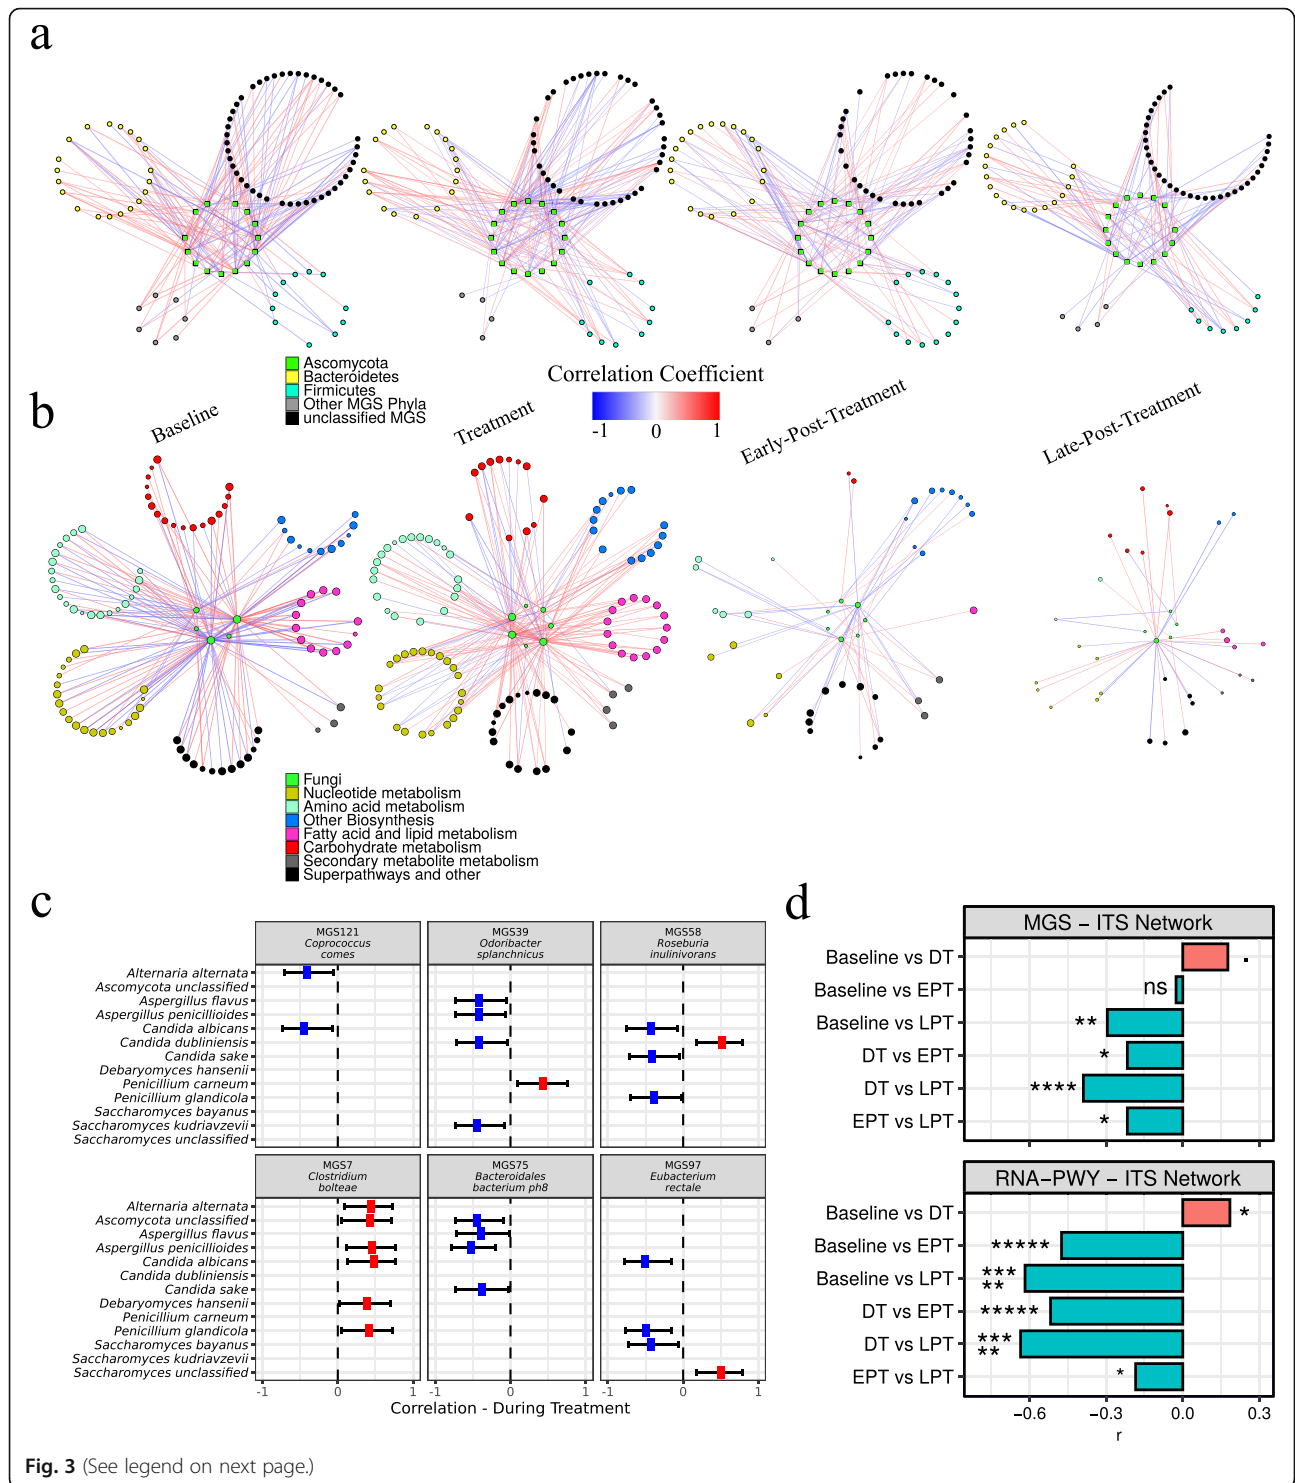 a
Ascomycota
Bacteroidetes
Firmicutes
Other MGS Phyla
unclassified MGS
Correlation Coefficient
-1 0 1
b
Baseline
Treatment
Early-Post-Treatment
Late-Post-Treatment
Fungi
Nucleotide metabolism
Amino acid metabolism
Other Biosynthesis
Fatty acid and lipid metabolism
Carbohydrate metabolism
Secondary metabolite metabolism
Superpathways and other
c
MGS121
Coprococcus
comes
MGS39
Odoribacter
splanchnicus
MGS58
Roseburia
inulinivorans
Alternaria alternata
Ascomycota unclassified
Aspergillus flavus
Aspergillus penicillioides
Candida albicans
Candida dubliniensis
Candida sake
Debaryomyces hansenii
Penicillium carneum
Penicillium glandicola
Saccharomyces bayanus
Saccharomyces kudriavzevii
Saccharomyces unclassified
MGS7
Clostridium
bolteae
MGS75
Bacteroidales
bacterium ph8
MGS97
Eubacterium
rectale
Alternaria alternata
Ascomycota unclassified
Aspergillus flavus
Aspergillus penicillioides
Candida albicans
Candida dubliniensis
Candida sake
Debaryomyces hansenii
Penicillium carneum
Penicillium glandicola
Saccharomyces bayanus
Saccharomyces kudriavzevii
Saccharomyces unclassified
-1 0 1 -1 0 1 -1 0 1
Correlation - During Treatment
d
MGS − ITS Network
Baseline vs DT .
Baseline vs EPT ns
Baseline vs LPT **
DT vs EPT *
DT vs LPT ****
EPT vs LPT *
RNA−PWY − ITS Network
Baseline vs DT *
Baseline vs EPT *****
Baseline vs LPT ***
**
DT vs EPT *****
DT vs LPT ***
**
EPT vs LPT *
−0.6 −0.3 0.0 0.3
r
Fig. 3 (See legend on next page.)